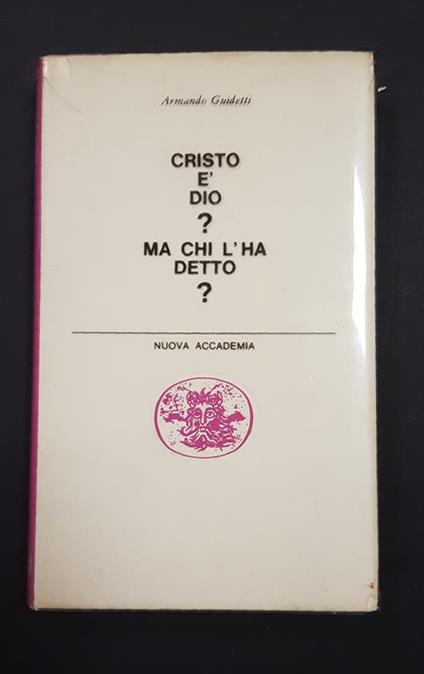 Armando Guidetti
CRISTO
E'
DIO
?
MA CHI L'HA
DETTO
?
NUOVA ACCADEMIA